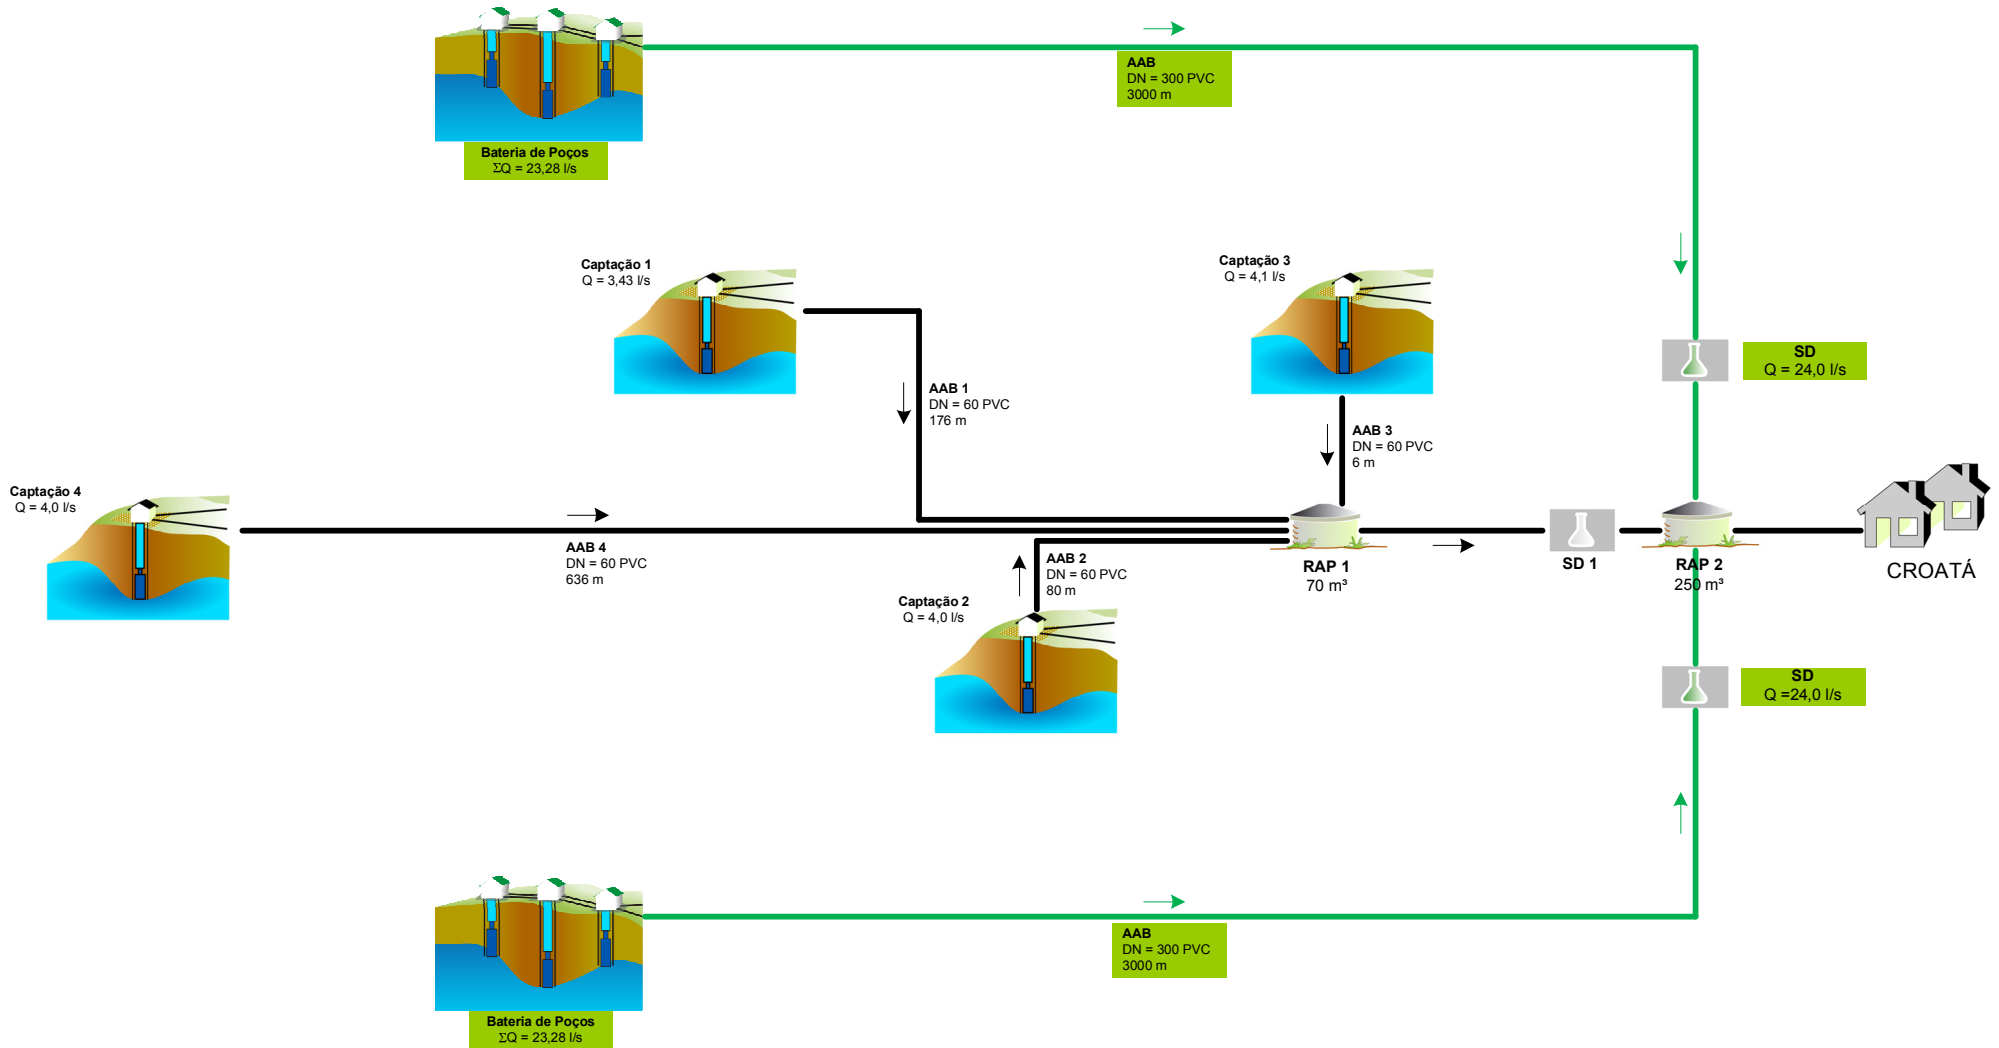 AAB
DN = 300 PVC
3000 m
Bateria de Poços
ΣQ = 23,28 l/s
Captação 1
Q = 3,43 l/s
Captação 3
Q = 4,1 l/s
SD
Q = 24,0 l/s
AAB 1
DN = 60 PVC
176 m
AAB 3
DN = 60 PVC
6 m
Captação 4
Q = 4,0 l/s
AAB 4
DN = 60 PVC
636 m
AAB 2
DN = 60 PVC
80 m
Captação 2
Q = 4,0 l/s
RAP 1
70 m³
SD 1
RAP 2
250 m³
CROATÁ
SD
Q =24,0 l/s
AAB
DN = 300 PVC
3000 m
Bateria de Poços
ΣQ = 23,28 l/s